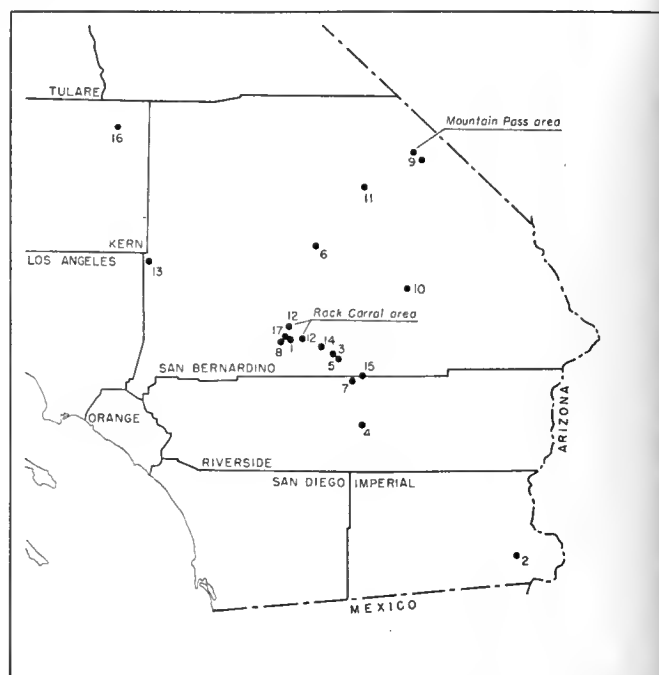 TULARE
Mountain Pass area
16
9
11
KERN
6
LOS ANGELES
13
10
12
Rock Corral area
17
12
14
8
1
3
5
15
SAN BERNARDINO
7
ORANGE
4
ARIZONA
RIVERSIDE
SAN DIEGO
IMPERIAL
2
MEXICO